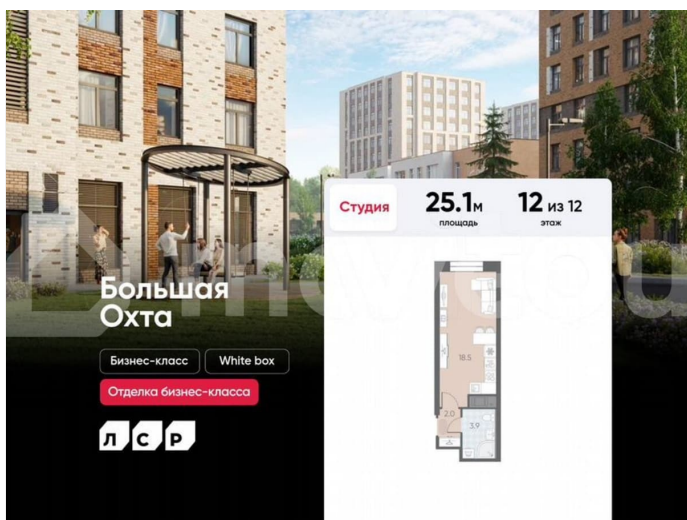 Студия
25.1м
площадь
12 из 12
этаж
Большая
Охта
Бизнес-класс
White box
Отделка бизнес-класса
ЛСР
18.5
2.0
3.9